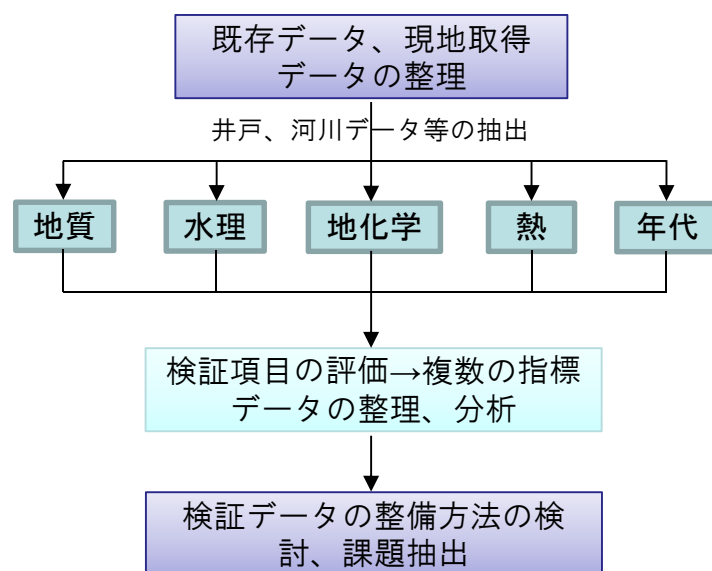 既存データ、現地取得
データの整理
井戸、河川データ等の抽出
地質 水理 地化学 熱 年代
検証項目の評価→複数の指標
データの整理、分析
検証データの整備方法の検
討、課題抽出